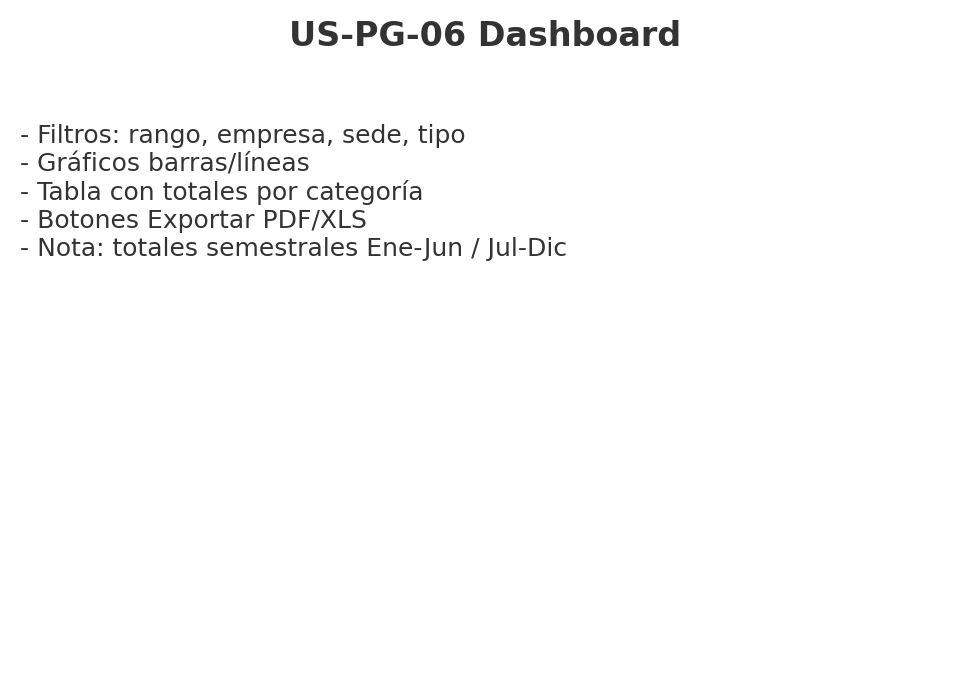 US-PG-06 Dashboard
- Filtros: rango, empresa, sede, tipo
- Gráficos barras/líneas
- Tabla con totales por categoría
- Botones Exportar PDF/XLS
- Nota: totales semestrales Ene-Jun / Jul-Dic